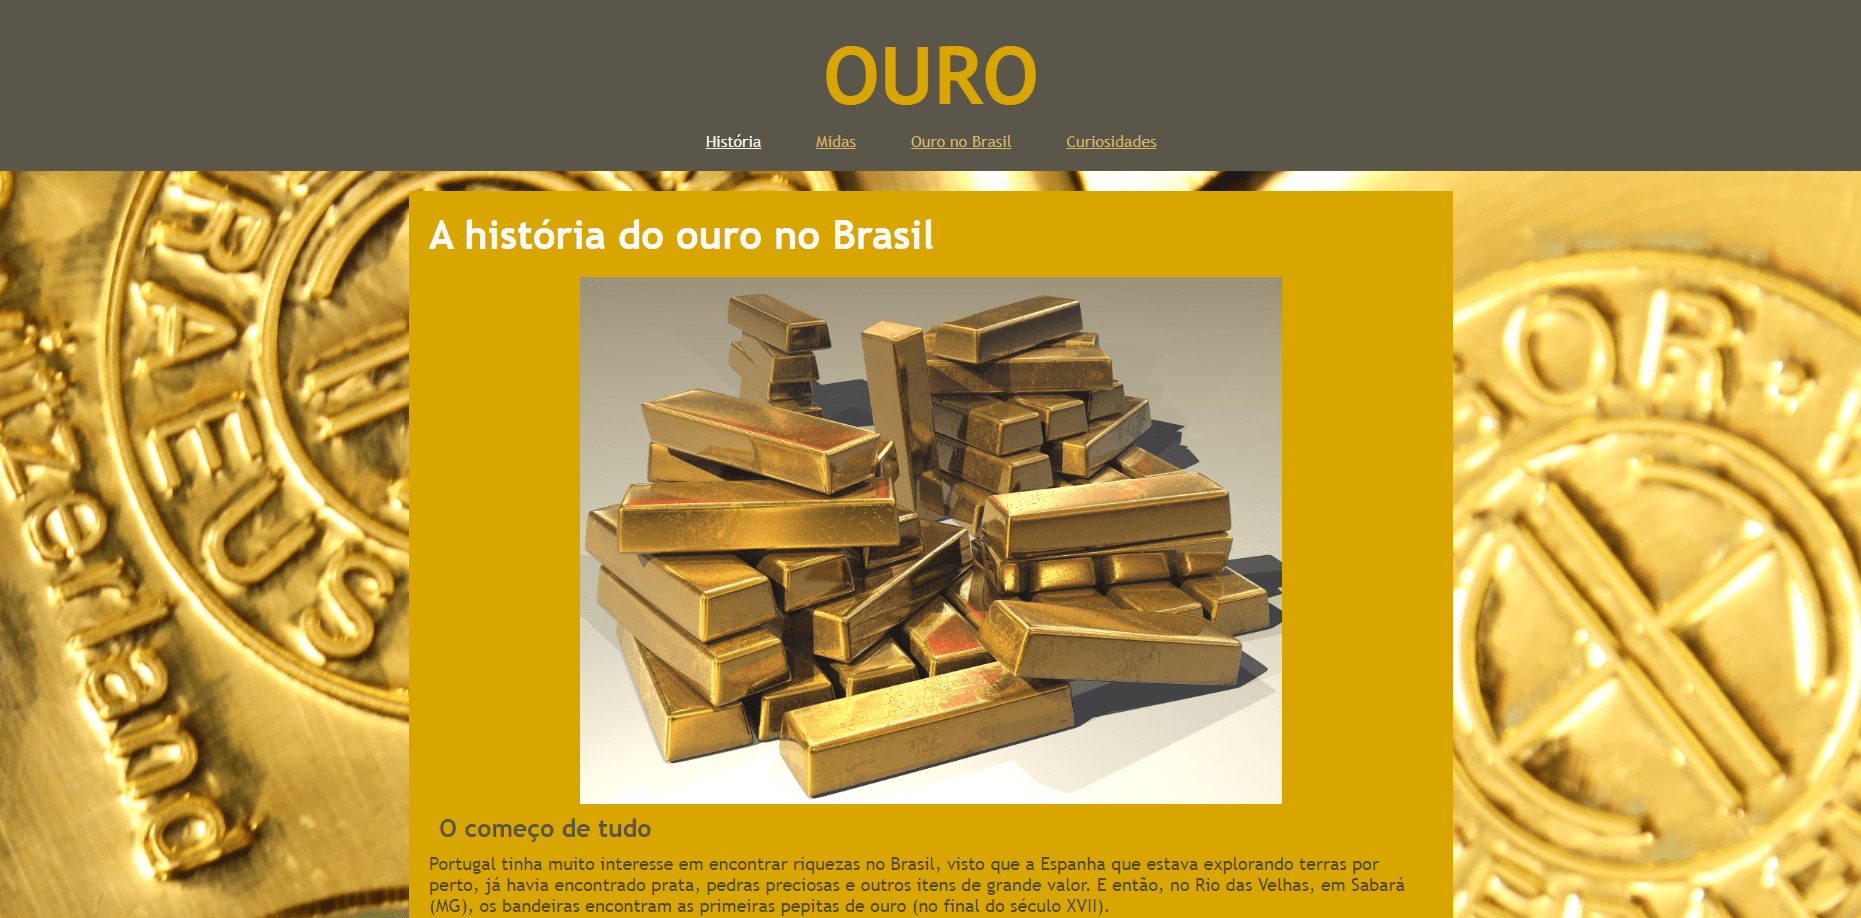 OURO
História Midas Ouro no Brasil Curiosidades
A história do ouro no Brasil
O começo de tudo
Portugal tinha muito interesse em encontrar riquezas no Brasil, visto que a Espanha que estava explorando terras por
perto, já havia encontrado prata, pedras preciosas e outros itens de grande valor. E então, no Rio das Velhas, em Sabará
(MG), os bandeiras encontram as primeiras pepitas de ouro (no final do século XVII).
RAEUS
zerland
OR